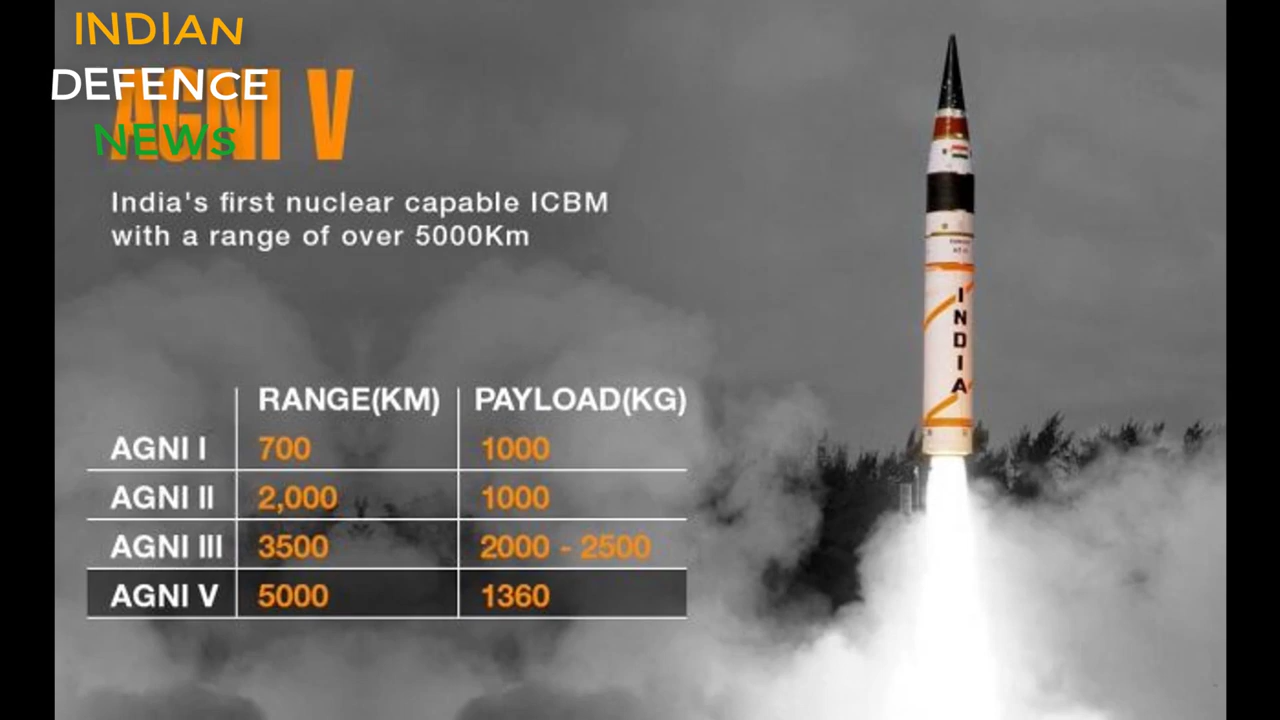 INDIAN
DEFENCE
NEWS
AGNI V
India's first nuclear capable ICBM
with a range of over 5000Km
RANGE(KM) PAYLOAD(KG)
AGNI I 700 1000
AGNI II 2,000 1000
AGNI III 3500 2000 - 2500
AGNI V 5000 1360
INDIA